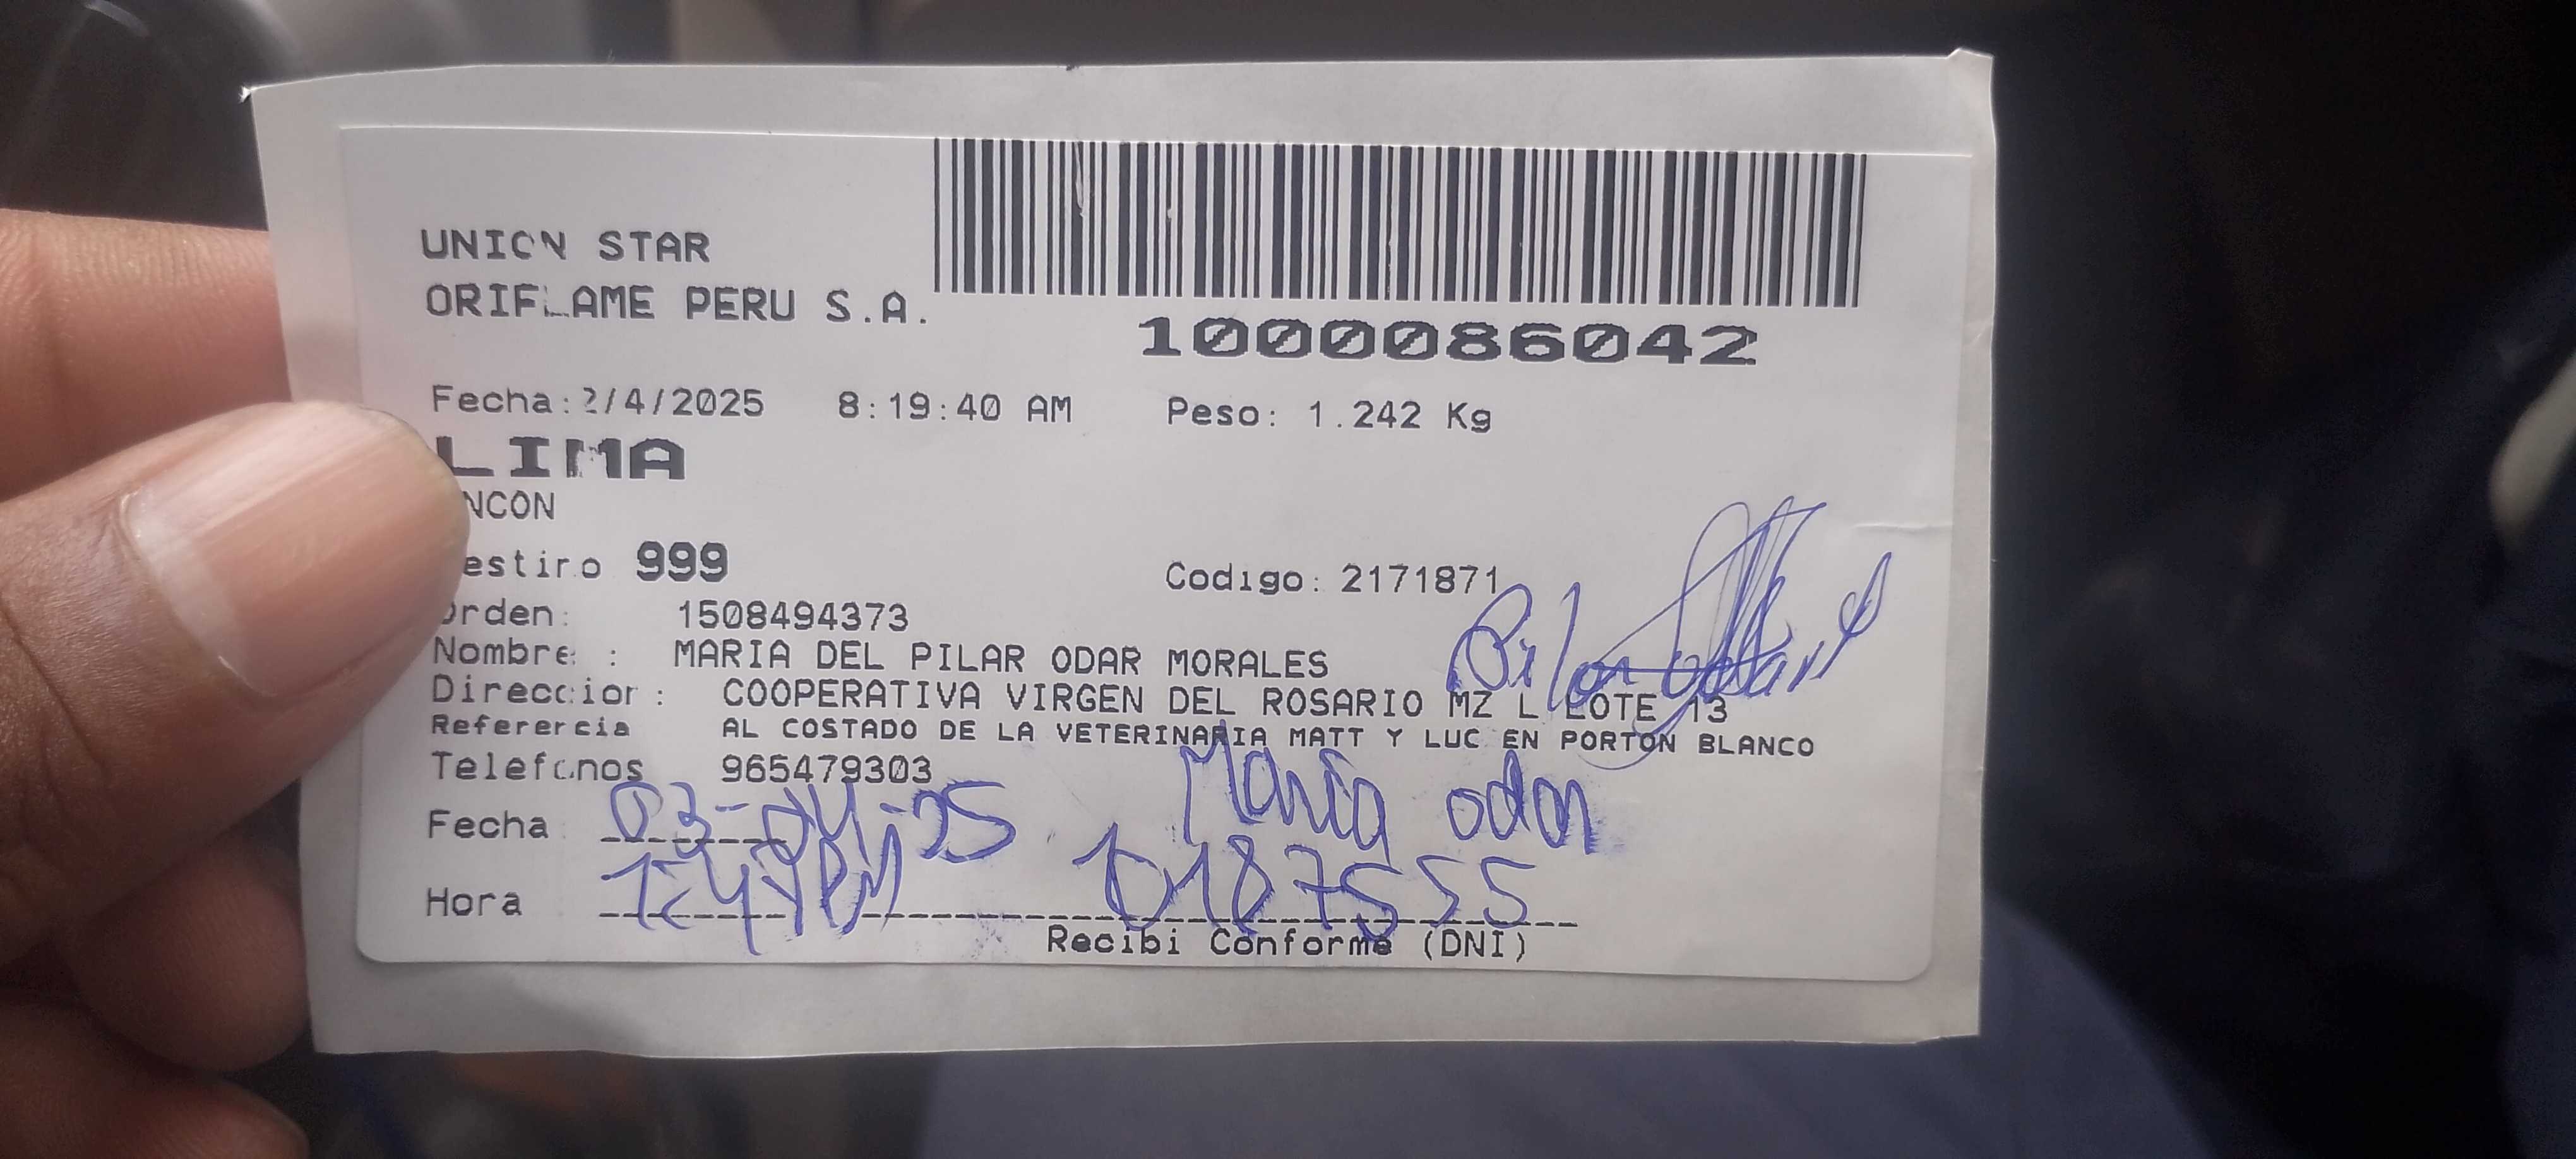 UNION STAR
ORIFLAME PERU S.A.
1000086042
Fecha: 2/4/2025 8:19:40 AM Peso: 1.242 Kg
LIMA
NCON
estino 999
Codigo: 2171871
Orden: 1508494373
Nombre : MARIA DEL PILAR ODAR MORALES
Direccion : COOPERATIVA VIRGEN DEL ROSARIO MZ L LOTE 13
Referencia AL COSTADO DE LA VETERINARIA MATT Y LUC EN PORTON BLANCO
Telefonos 965479303
Maria odar
Fecha 03-04-25
Hora
Recibi Conforme (DNI)